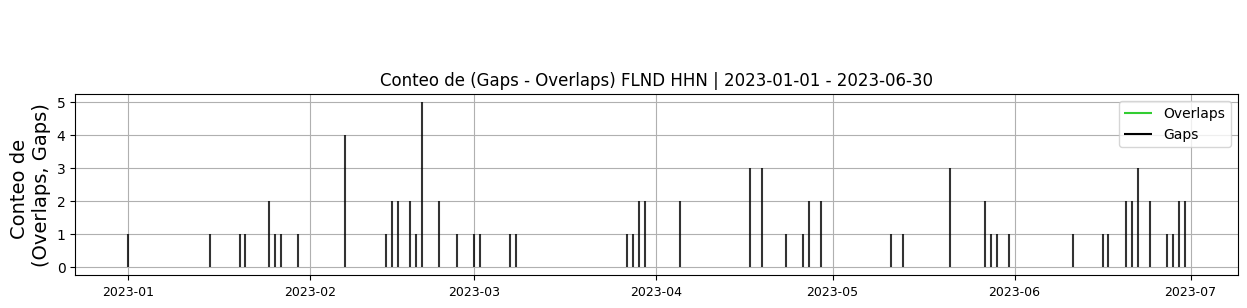 Conteo de (Gaps - Overlaps) FLND HHN | 2023-01-01 - 2023-06-30
Conteo de
(Overlaps, Gaps)
5
4
3
2
1
0
Overlaps
Gaps
2023-01
2023-02
2023-03
2023-04
2023-05
2023-06
2023-07